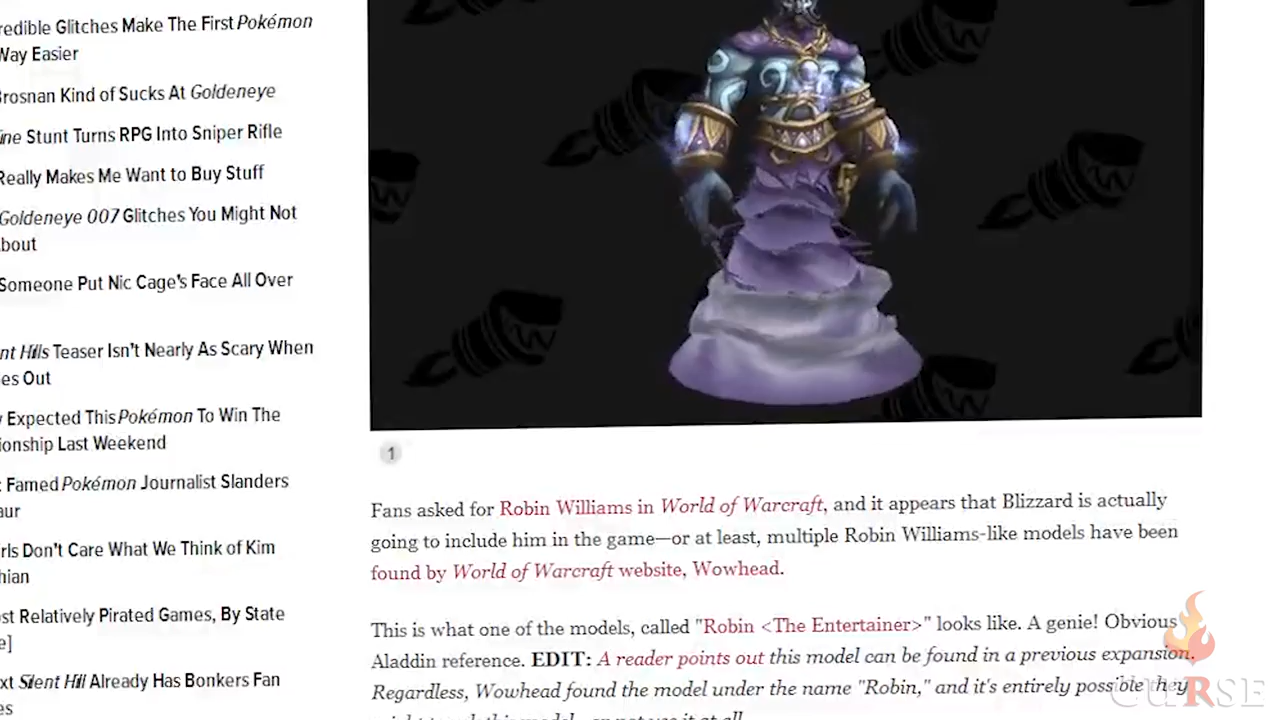 redible Glitches Make The First Pokémon
Way Easier
Brosnan Kind of Sucks At Goldeneye
ine Stunt Turns RPG Into Sniper Rifle
Really Makes Me Want to Buy Stuff
Goldeneye 007 Glitches You Might Not
bout
Someone Put Nic Cage's Face All Over
nt Hills Teaser Isn't Nearly As Scary When
es Out
y Expected This Pokémon To Win The
ionship Last Weekend
t Famed Pokémon Journalist Slanders
aur
rls Don't Care What We Think of Kim
hian
ost Relatively Pirated Games, By State
e]
xt Silent Hill Already Has Bonkers Fan
es
1
Fans asked for Robin Williams in World of Warcraft, and it appears that Blizzard is actually
going to include him in the game—or at least, multiple Robin Williams-like models have been
found by World of Warcraft website, Wowhead.
This is what one of the models, called "Robin <The Entertainer>" looks like. A genie! Obvious
Aladdin reference. EDIT: A reader points out this model can be found in a previous expansion.
Regardless, Wowhead found the model under the name "Robin," and it's entirely possible they
CURSE